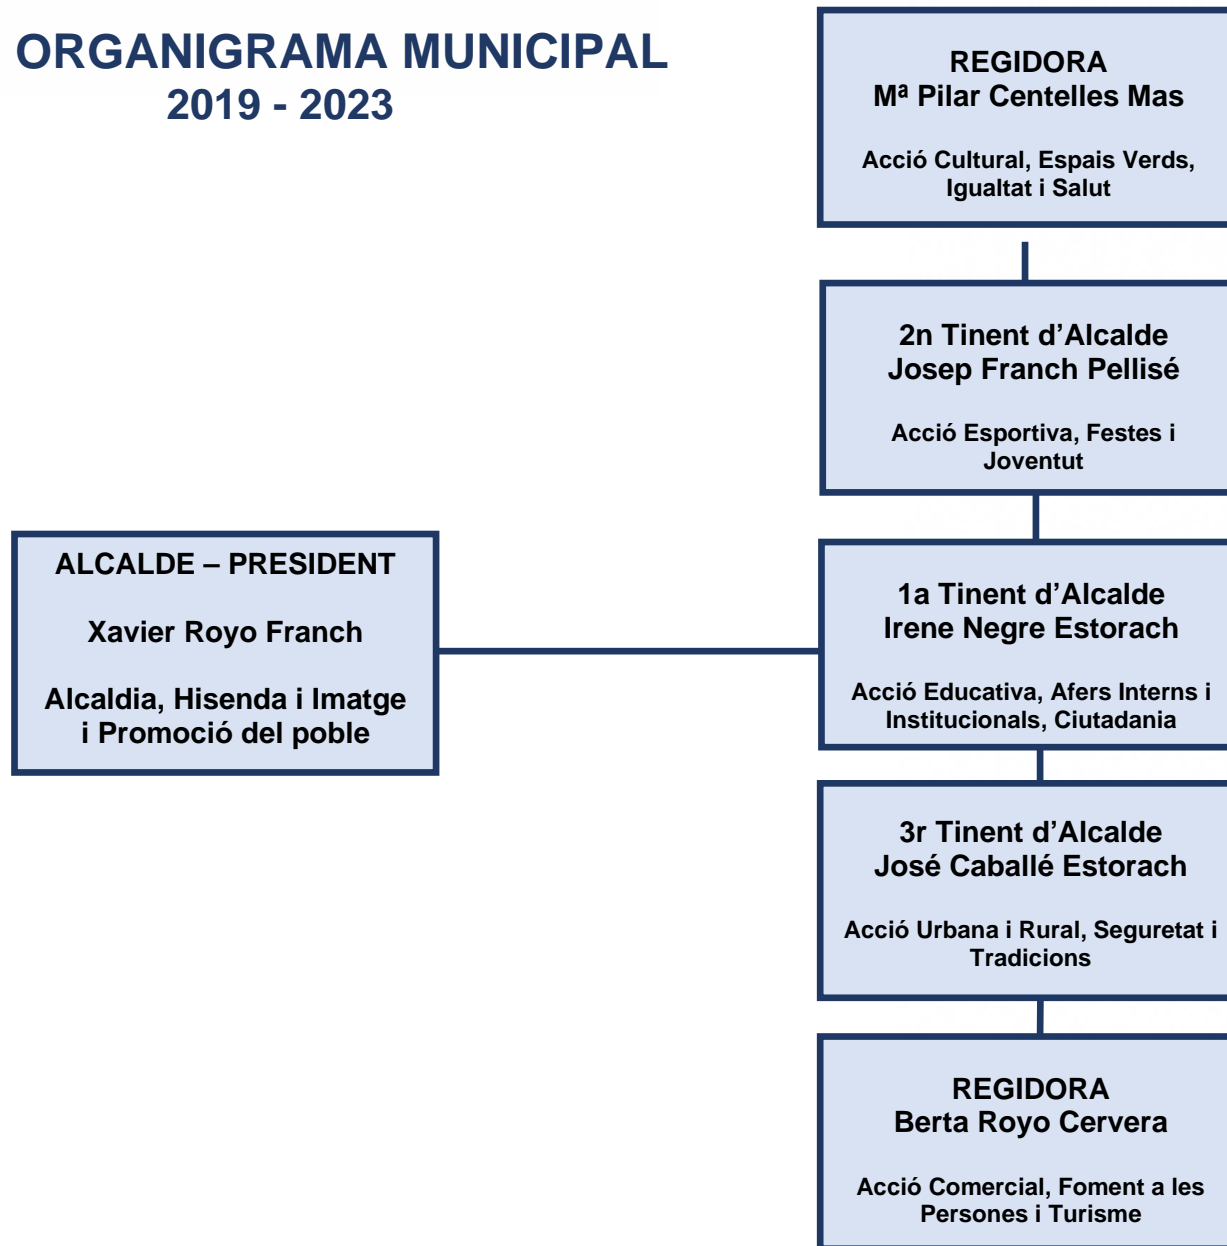 ORGANIGRAMA MUNICIPAL
2019 - 2023
REGIDORA
Mª Pilar Centelles Mas
Acció Cultural, Espais Verds,
Igualtat i Salut
2n Tinent d’Alcalde
Josep Franch Pellisé
Acció Esportiva, Festes i
Joventut
ALCALDE – PRESIDENT
Xavier Royo Franch
Alcaldia, Hisenda i Imatge
i Promoció del poble
1a Tinent d’Alcalde
Irene Negre Estorach
Acció Educativa, Afers Interns i
Institucionals, Ciutadania
3r Tinent d’Alcalde
José Caballé Estorach
Acció Urbana i Rural, Seguretat i
Tradicions
REGIDORA
Berta Royo Cervera
Acció Comercial, Foment a les
Persones i Turisme